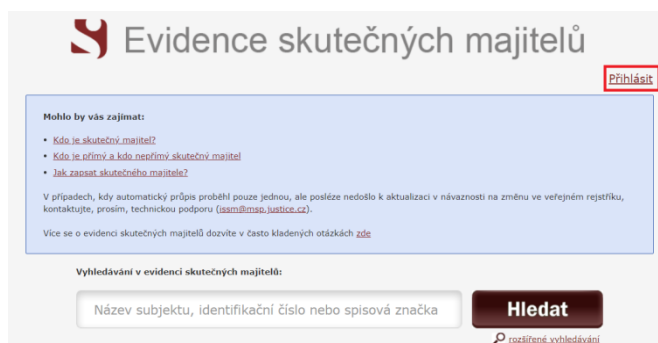 Evidence skutečných majitelů
Přihlásit
Mohlo by vás zajímat:
• Kdo je skutečný majitel?
• Kdo je přímý a kdo nepřímý skutečný majitel
• Jak zapsat skutečného majitele?
V případech, kdy automatický průpis proběhl pouze jednou, ale posléze nedošlo k aktualizaci v návaznosti na změnu ve veřejném rejstříku,
kontaktujte, prosím, technickou podporu (issm@msp.justice.cz).
Více se o evidenci skutečných majitelů dozvíte v často kladených otázkách zde
Vyhledávání v evidenci skutečných majitelů:
Název subjektu, identifikační číslo nebo spisová značka
Hledat
rozšířené vyhledávání